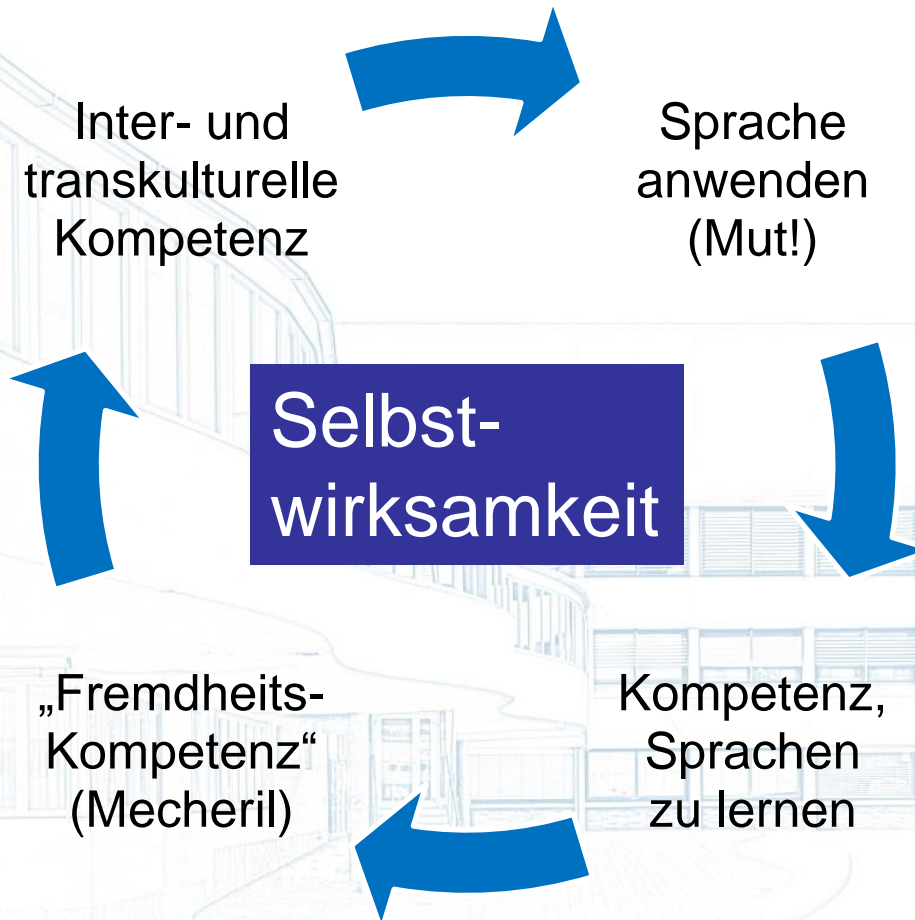 Inter- und
transkulturelle
Kompetenz
Sprache
anwenden
(Mut!)
Selbst-
wirksamkeit
„Fremdheits-
Kompetenz“
(Mecheril)
Kompetenz,
Sprachen
zu lernen